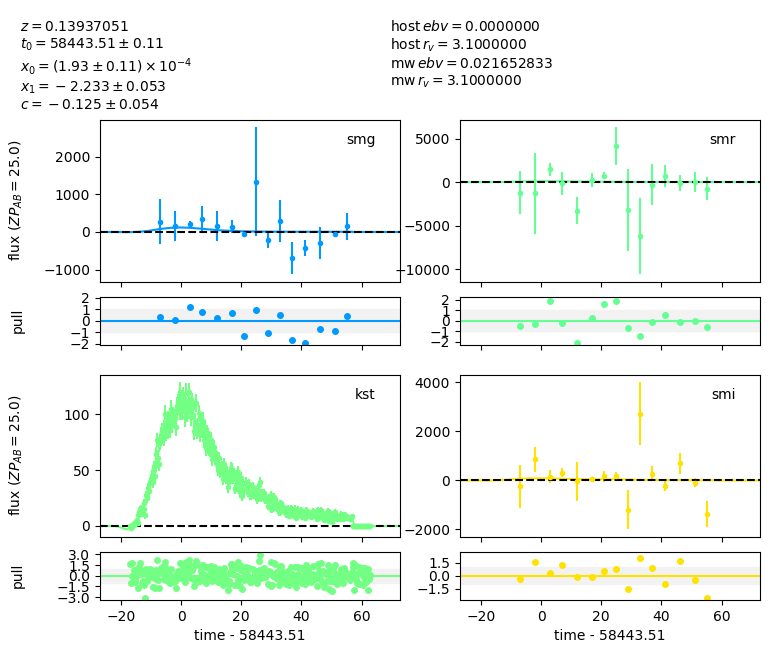 z = 0.13937051
t₀ = 58443.51 ± 0.11
x₀ = (1.93 ± 0.11) × 10⁻⁴
x₁ = −2.233 ± 0.053
c = −0.125 ± 0.054
host ebv = 0.0000000
host r_v = 3.1000000
mw ebv = 0.021652833
mw r_v = 3.1000000
flux (ZP_AB = 25.0)
smg
2000
1000
0
−1000
smr
5000
0
−5000
−10000
pull
2
1
0
−1
−2
2
1
0
−1
−2
flux (ZP_AB = 25.0)
kst
100
50
0
smi
4000
2000
0
−2000
pull
3.0
1.5
0.0
−1.5
−3.0
1.5
0.0
−1.5
−20 0 20 40 60
−20 0 20 40 60
time - 58443.51
time - 58443.51